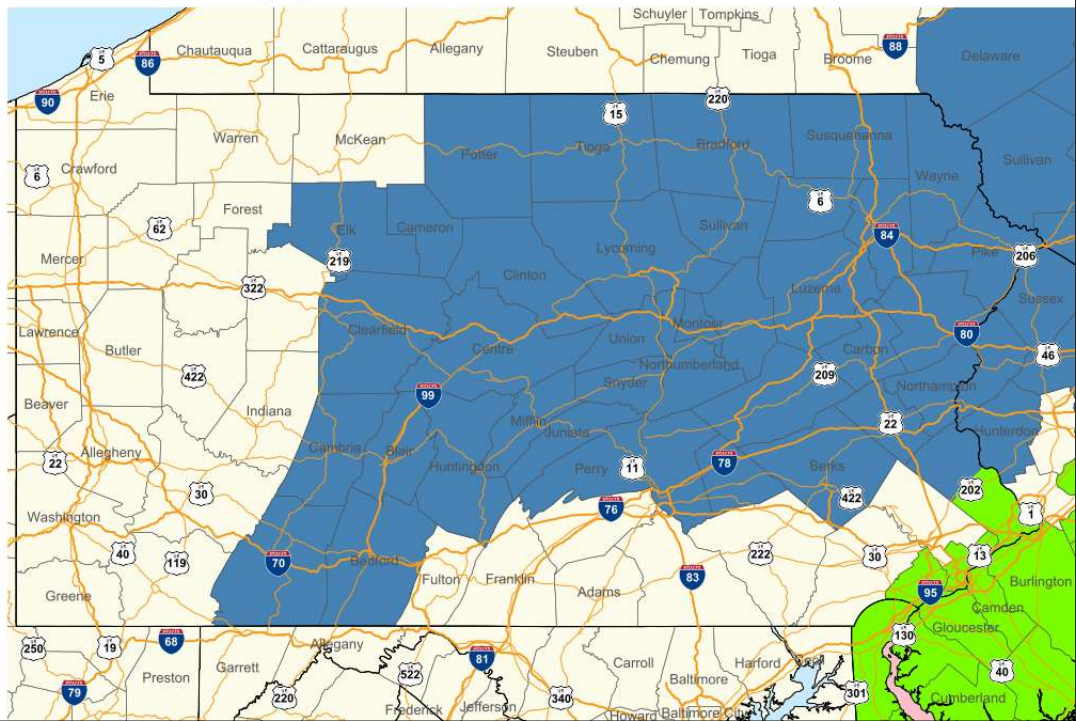 Schuyler Tompkins
5
Chautauqua
Cattaraugus
Allegany
Steuben
Chemung
Tioga
Broome
88
Delaware
86
90
Erie
15
220
Warren
McKean
Potter
Tioga
Bradford
Susquehanna
Sullivan
Crawford
6
Wayne
Forest
6
62
Elk
Cameron
Sullivan
84
Mercer
219
Lycoming
Pike
206
322
Clinton
Luzerne
Sussex
Lawrence
Clearfield
Centre
Union
Montour
80
Butler
46
422
Northumberland
Carbon
209
Snyder
Northampton
Beaver
Indiana
99
Mifflin
Juniata
22
Hunterdon
Allegheny
Cambria
Blair
22
Huntingdon
Perry
11
78
Berks
30
422
202
Washington
76
1
40
119
222
30
13
70
Bedford
Fulton
Franklin
83
95
Burlington
Greene
Adams
Camden
Gloucester
250
19
68
Allegany
130
Preston
Garrett
81
Carroll
Harford
79
220
522
340
Baltimore
301
40
Frederick
Jefferson
Howard
Baltimore City
Cumberland